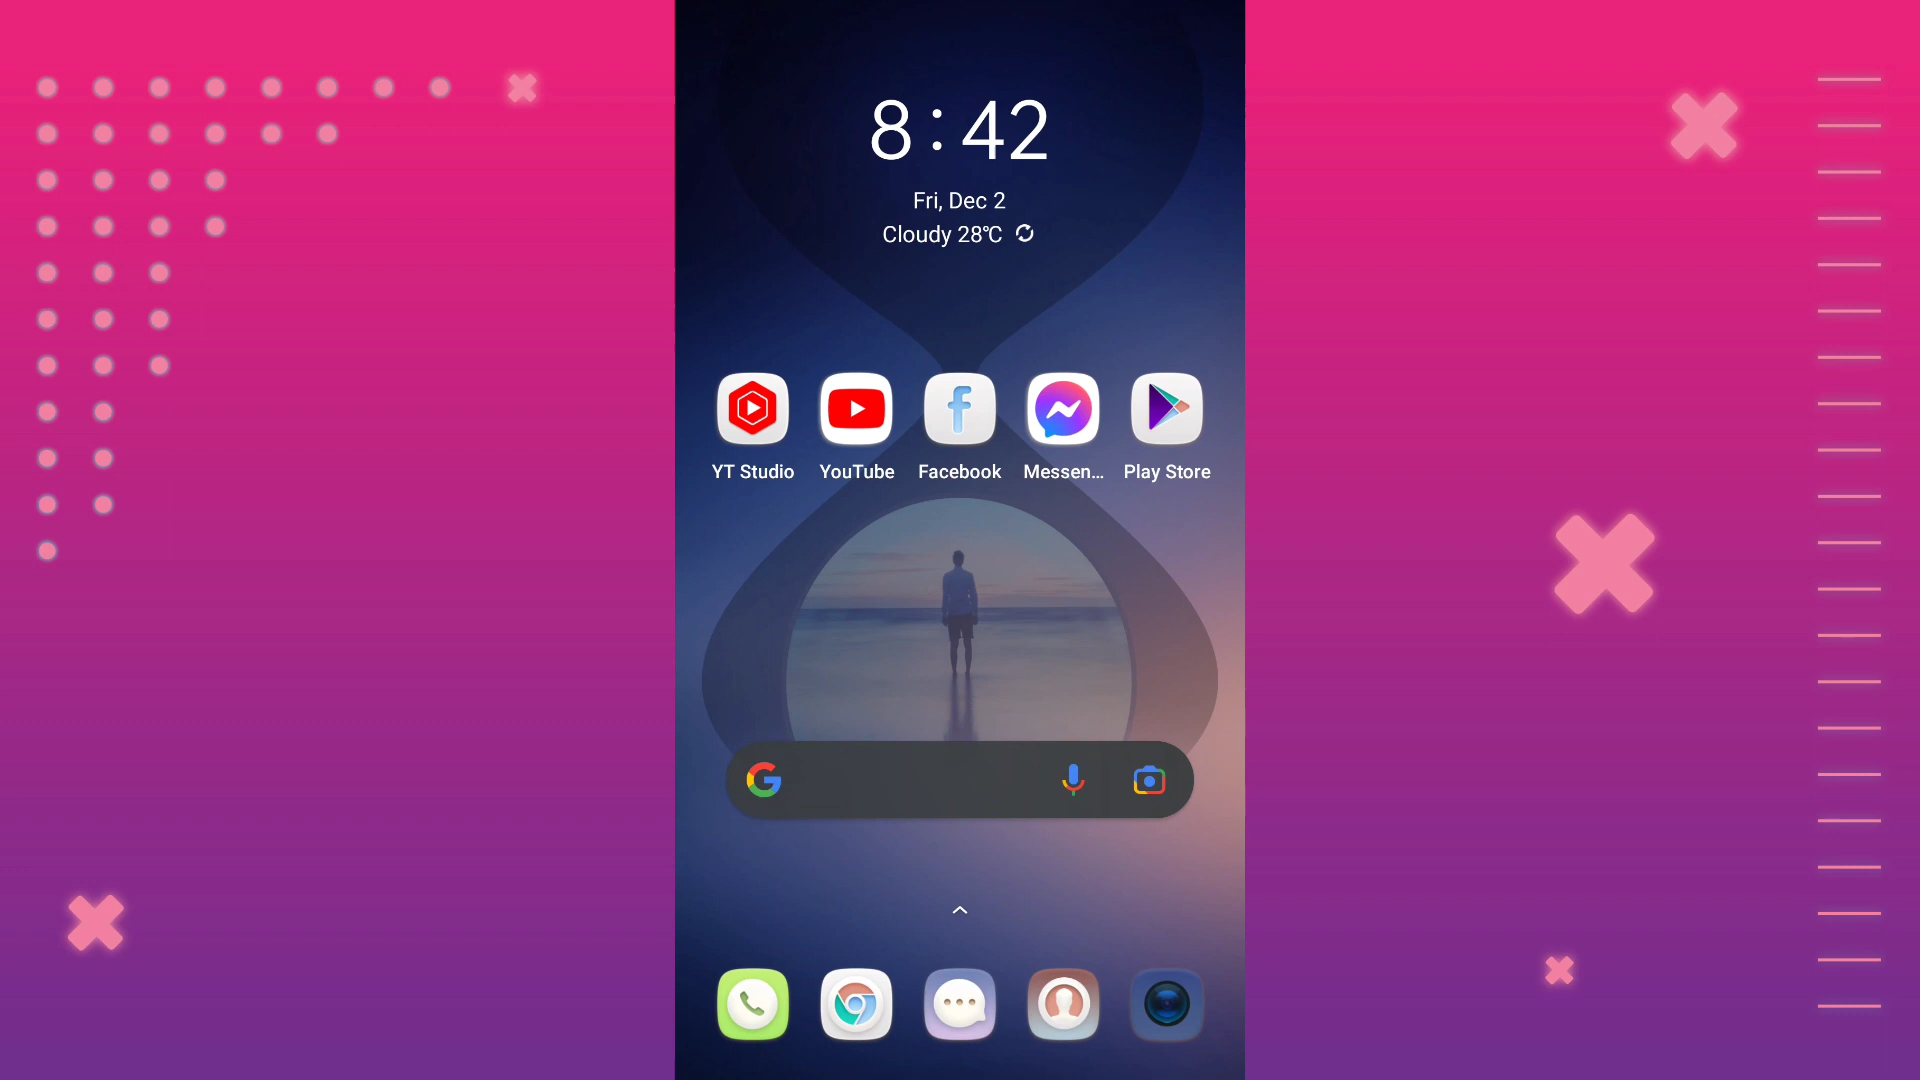 8:42
Fri, Dec 2
Cloudy 28℃
YT Studio YouTube Facebook Messen... Play Store